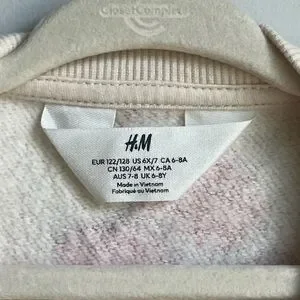 ClosetComplete
H&M
EUR 122/128 US 6X/7 CA 6-8A
CN 130/64 MX 6-8A
AUS 7-8 UK 6-8Y
Made in Vietnam
Fabriqué au Vietnam